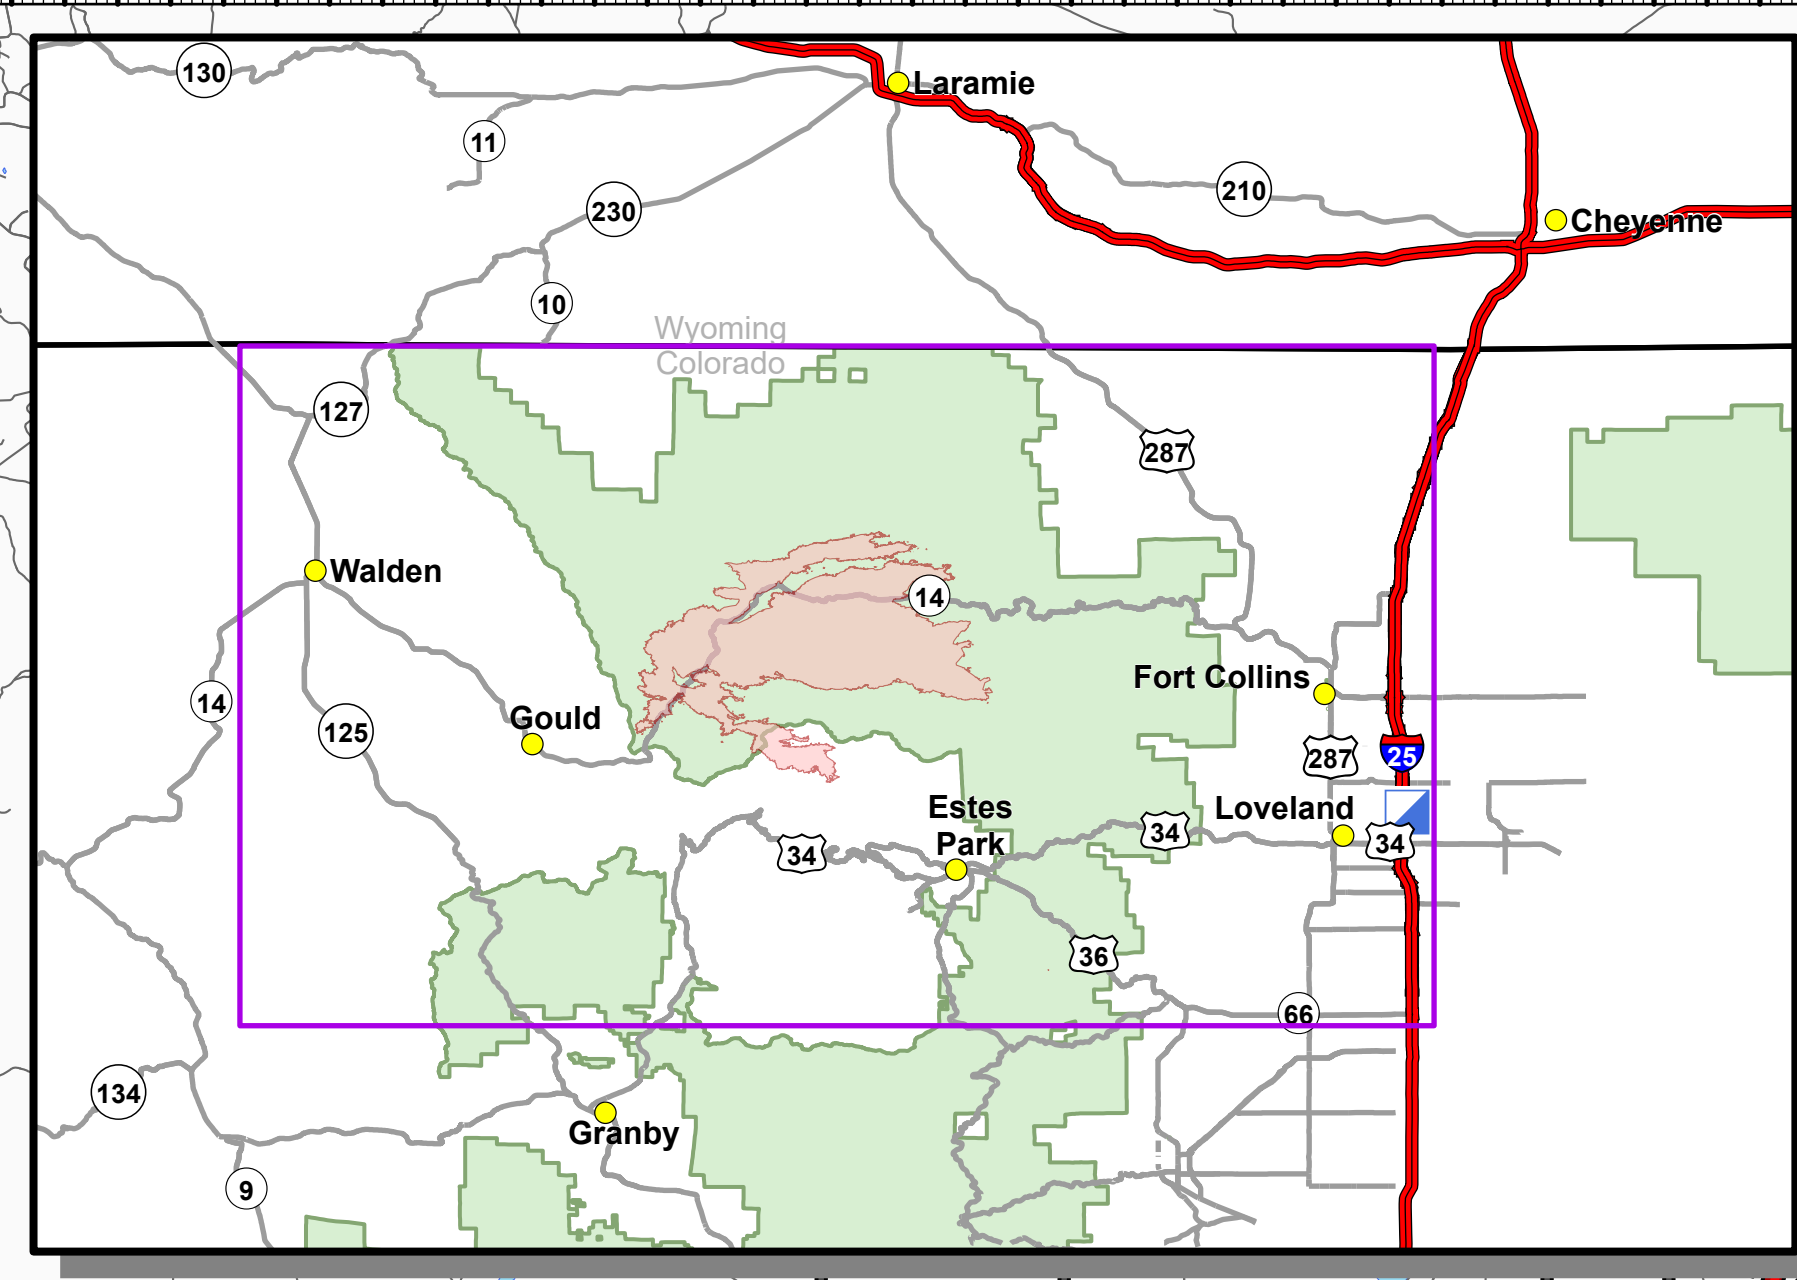 130
Laramie
11
210
230
Cheyenne
10
Wyoming
Colorado
127
287
Walden
14
Fort Collins
14
Gould
125
287
25
Estes
Park
Loveland
34
34
34
36
66
134
Granby
9